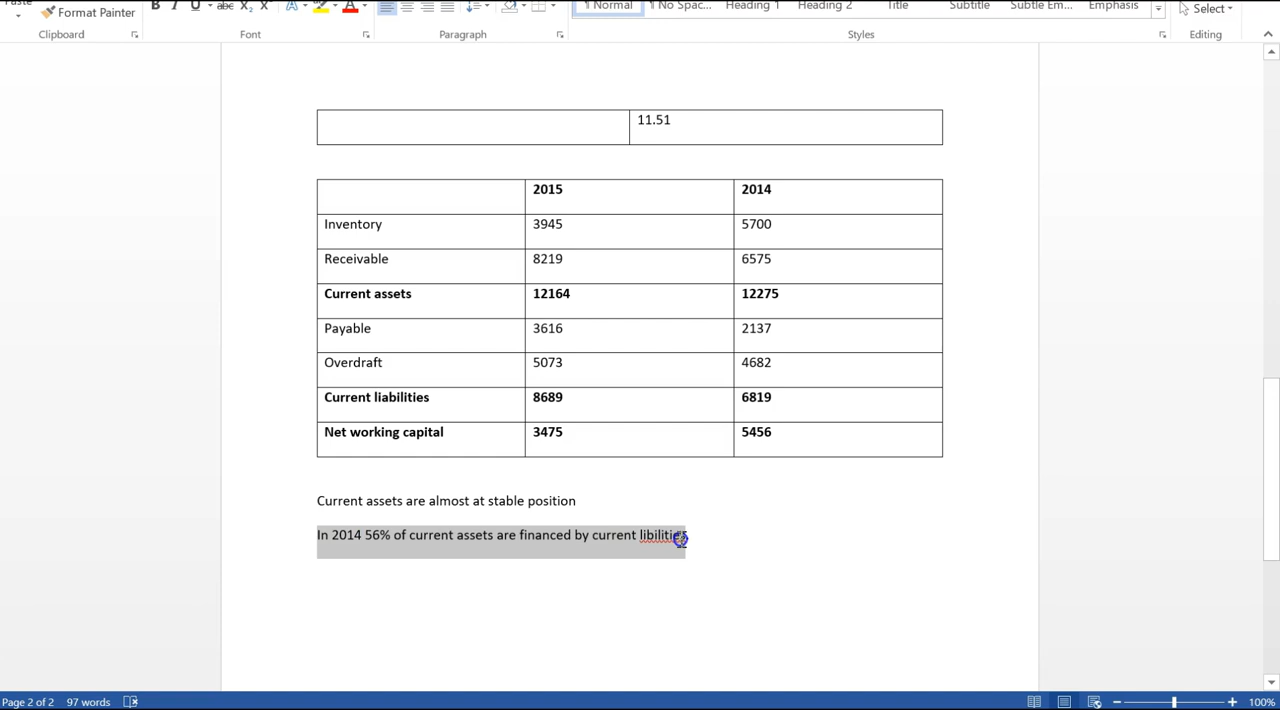 Format Painter
B I U abc X₂ X² A A
¶ Normal ¶ No Spac... Heading 1 Heading 2 Title Subtitle Subtle Em... Emphasis
Select
Clipboard Font Paragraph Styles Editing
11.51
2015 2014
Inventory 3945 5700
Receivable 8219 6575
Current assets 12164 12275
Payable 3616 2137
Overdraft 5073 4682
Current liabilities 8689 6819
Net working capital 3475 5456
Current assets are almost at stable position
In 2014 56% of current assets are financed by current libilities
Page 2 of 2 97 words 100%